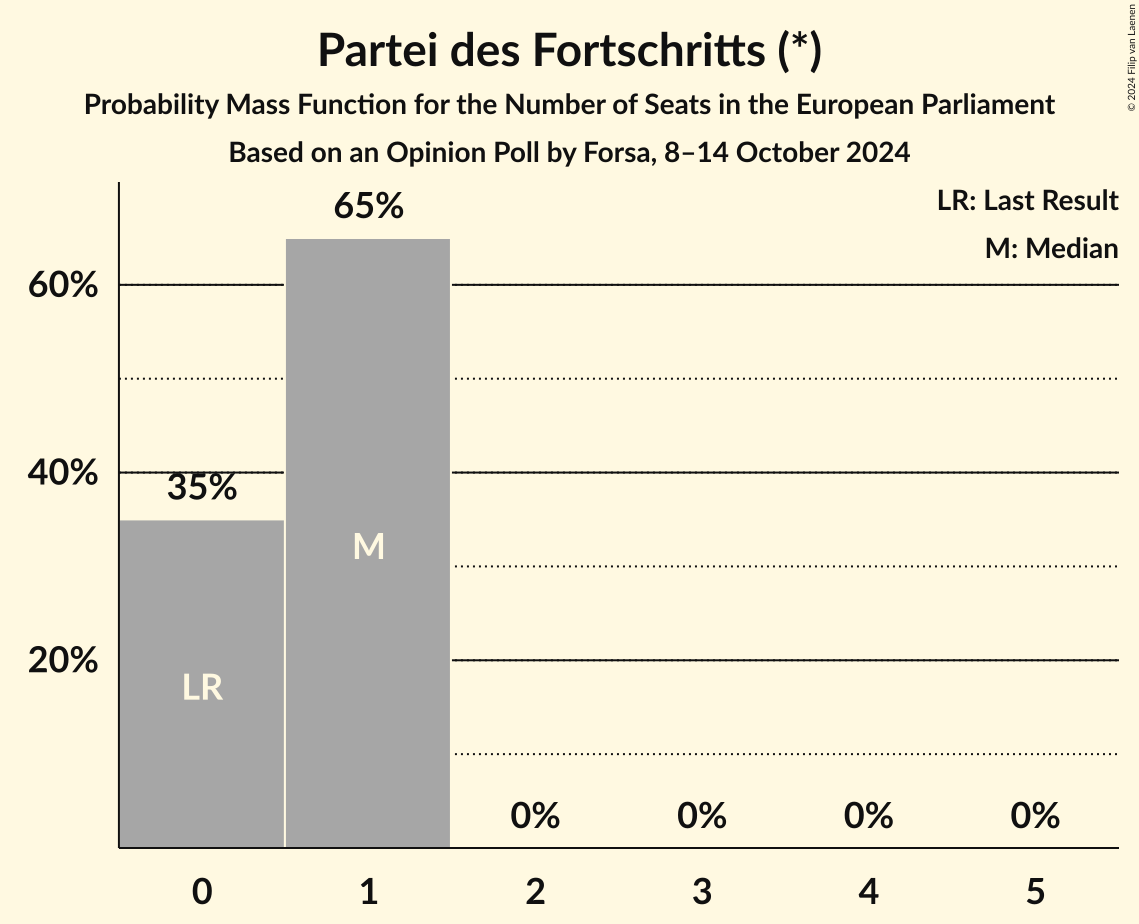 Partei des Fortschritts (*)
Probability Mass Function for the Number of Seats in the European Parliament
Based on an Opinion Poll by Forsa, 8–14 October 2024
© 2024 Filip van Laenen
LR: Last Result
M: Median
65%
60%
40%
35%
M
20%
LR
0% 0% 0% 0%
0 1 2 3 4 5